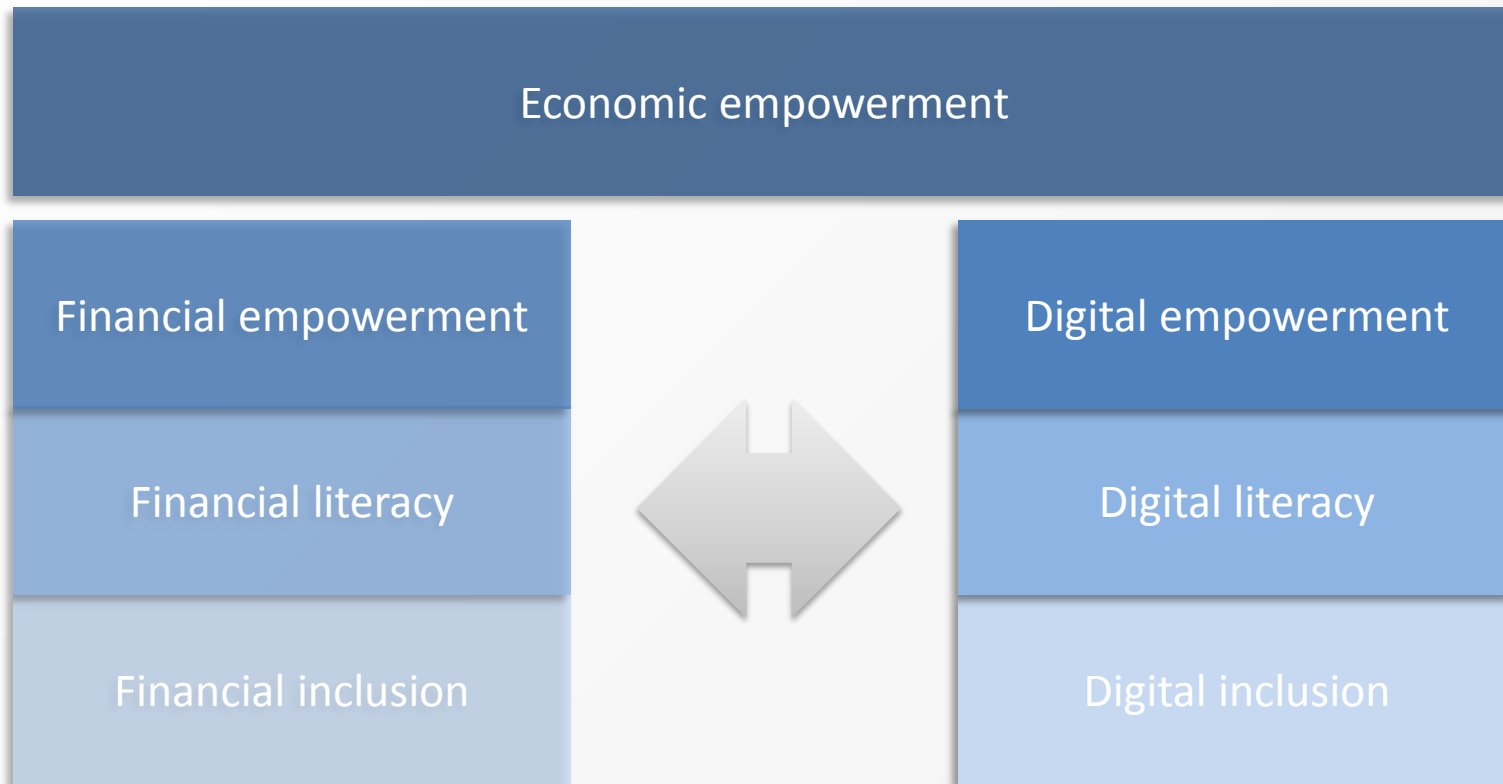 Economic empowerment
Financial empowerment
Digital empowerment
Financial literacy
Digital literacy
Financial inclusion
Digital inclusion